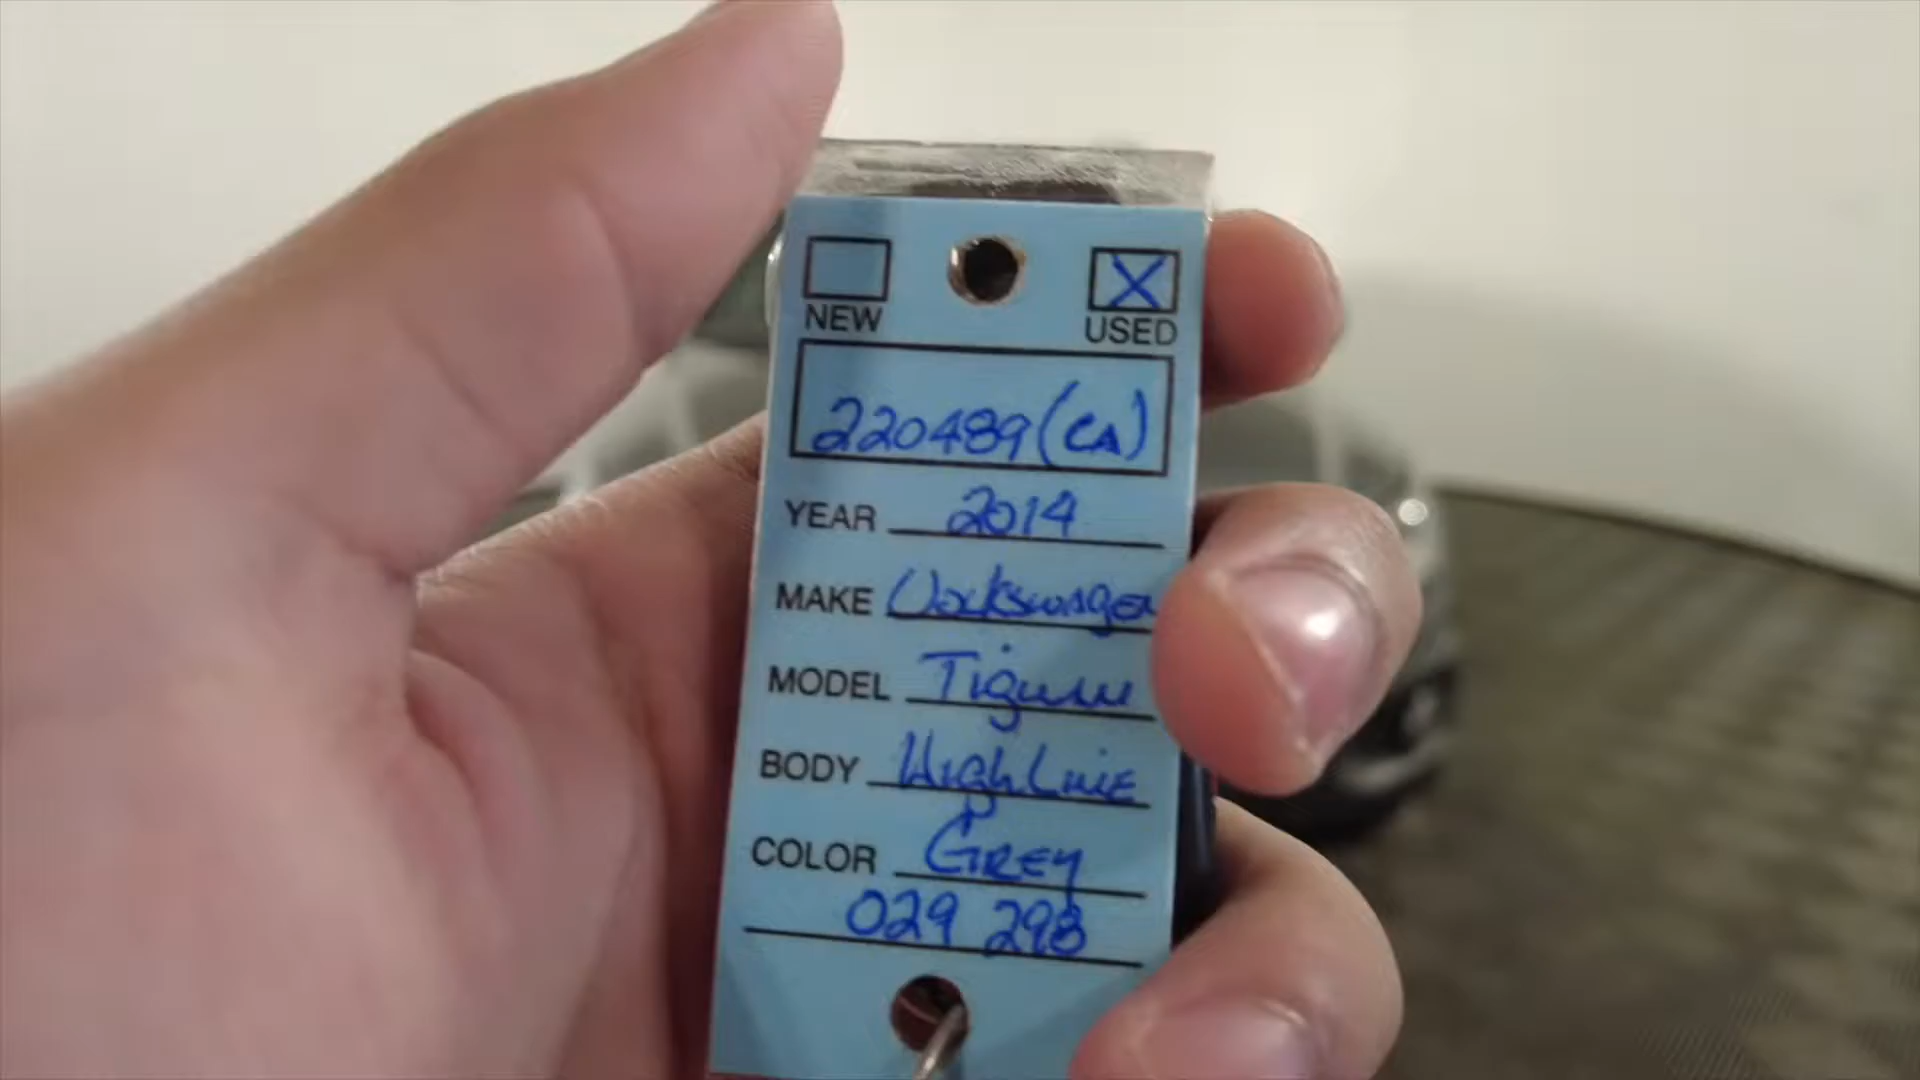 NEW USED
220489(CA)
YEAR 2014
MAKE Volkswagen
MODEL Tiguan
BODY HighLine
COLOR Grey
029 298